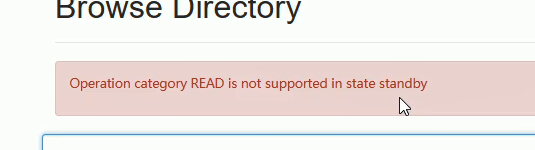 Browse Directory
Operation category READ is not supported in state standby